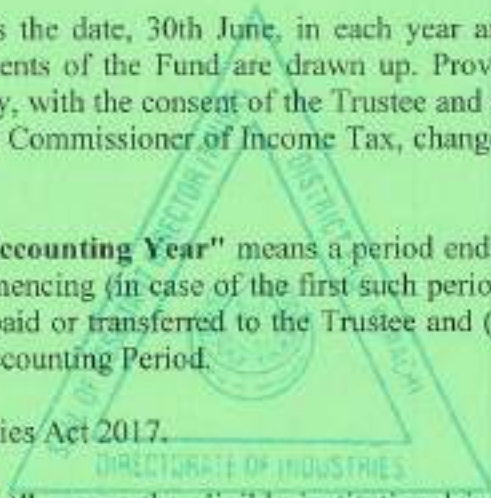 s the date, 30th June, in each year a
ents of the Fund are drawn up. Prov
y, with the consent of the Trustee and
Commissioner of Income Tax, chang
ccounting Year" means a period end
mencing (in case of the first such perio
paid or transferred to the Trustee and (
counting Period.
ies Act 2017.
DIRECTORATE OF INDUSTRIES